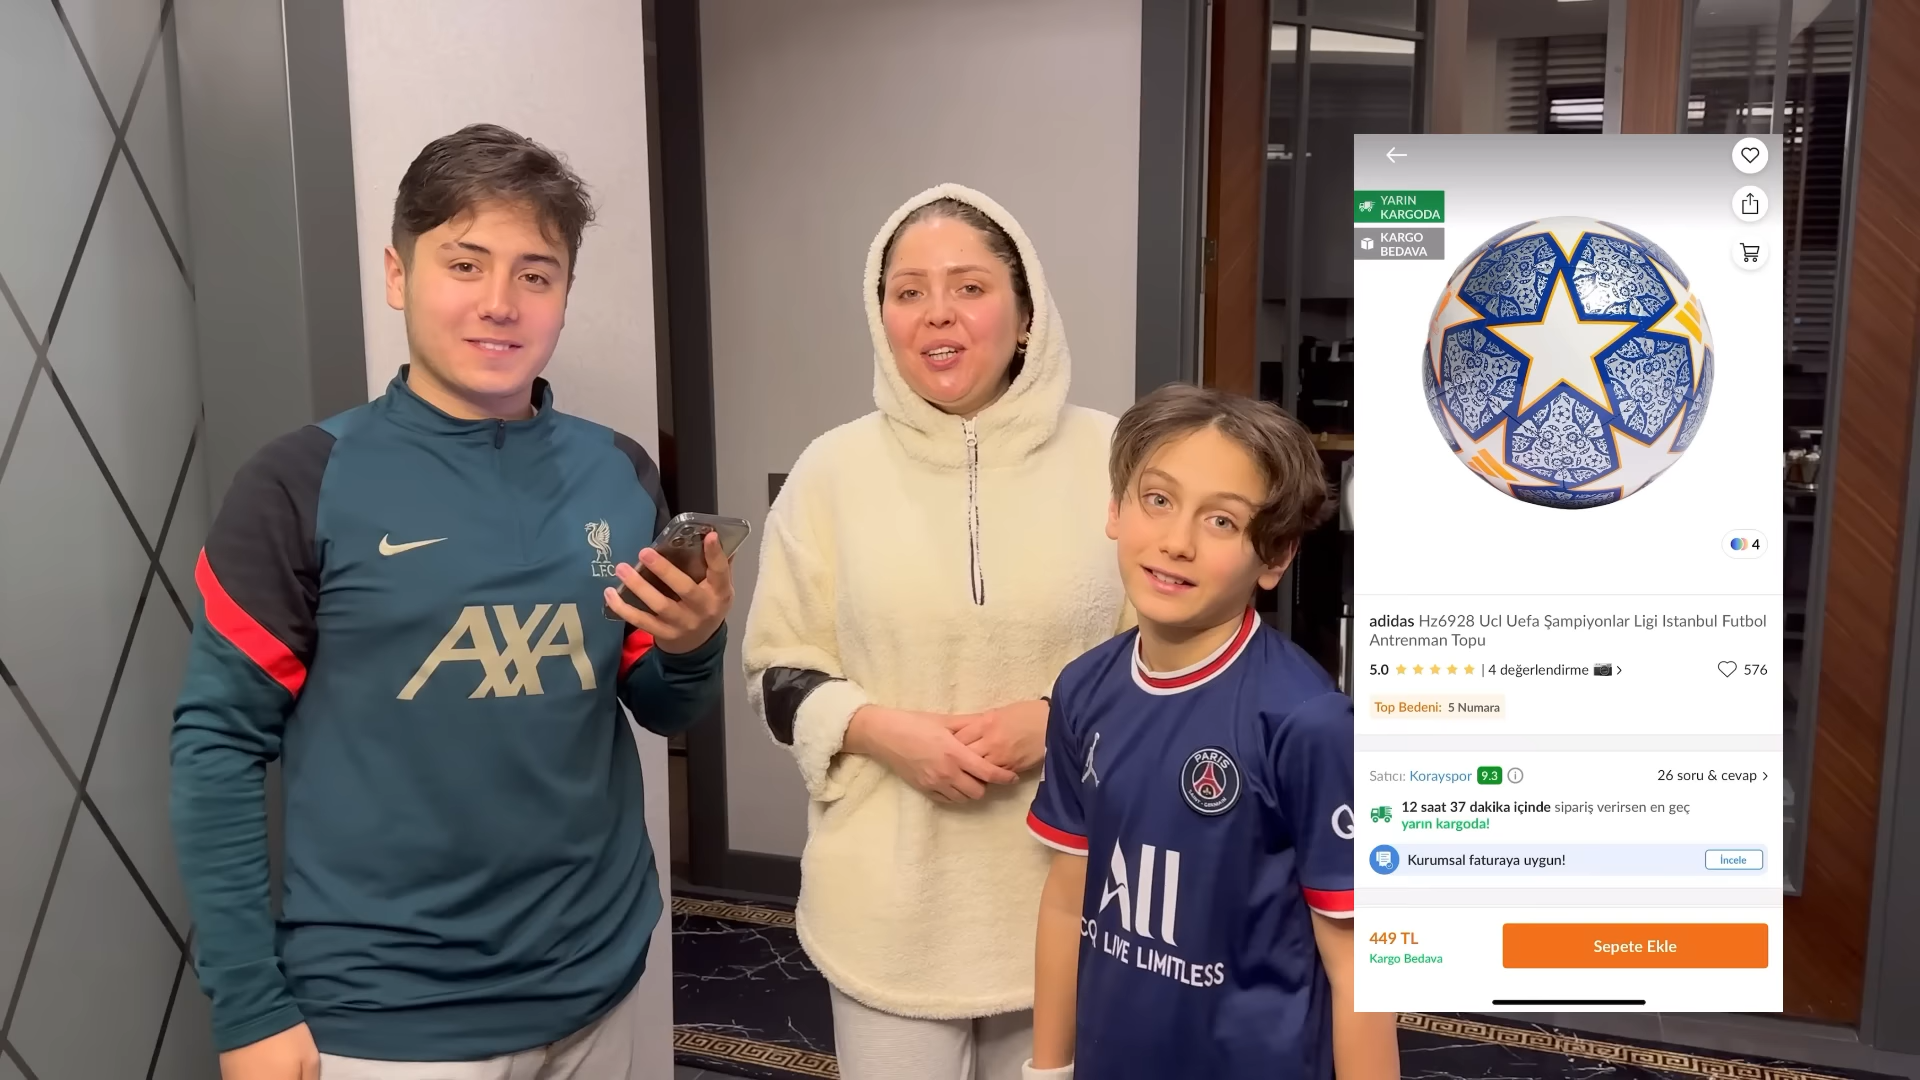 LFC
AXA
PARIS
SAINT-GERMAIN
ALL
LIVE LIMITLESS
YARIN
KARGODA
KARGO
BEDAVA
4
adidas Hz6928 Ucl Uefa Şampiyonlar Ligi Istanbul Futbol
Antrenman Topu
5.0 | 4 değerlendirme
576
Top Bedeni: 5 Numara
Satıcı: Korayspor 9.3
26 soru & cevap
12 saat 37 dakika içinde sipariş verirsen en geç
yarın kargoda!
Kurumsal faturaya uygun!
İncele
449 TL
Kargo Bedava
Sepete Ekle